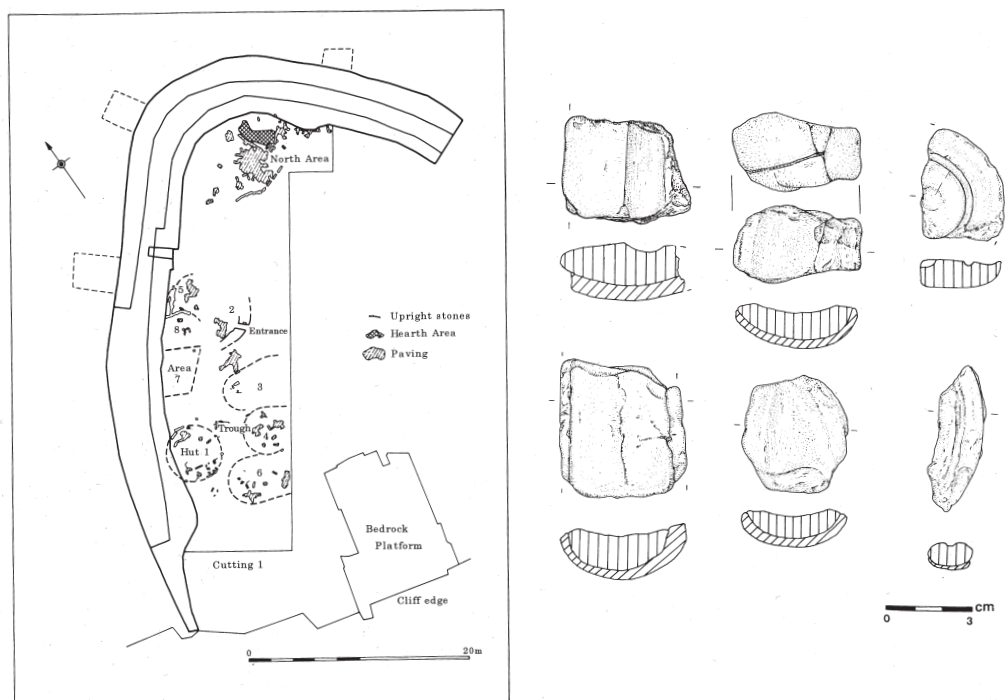 North Area
5
2
8
Entrance
Upright stones
Hearth Area
Paving
Area
7
3
Trough
4
Hut 1
6
Bedrock
Platform
Cutting 1
Cliff edge
0
20m
cm
0
3